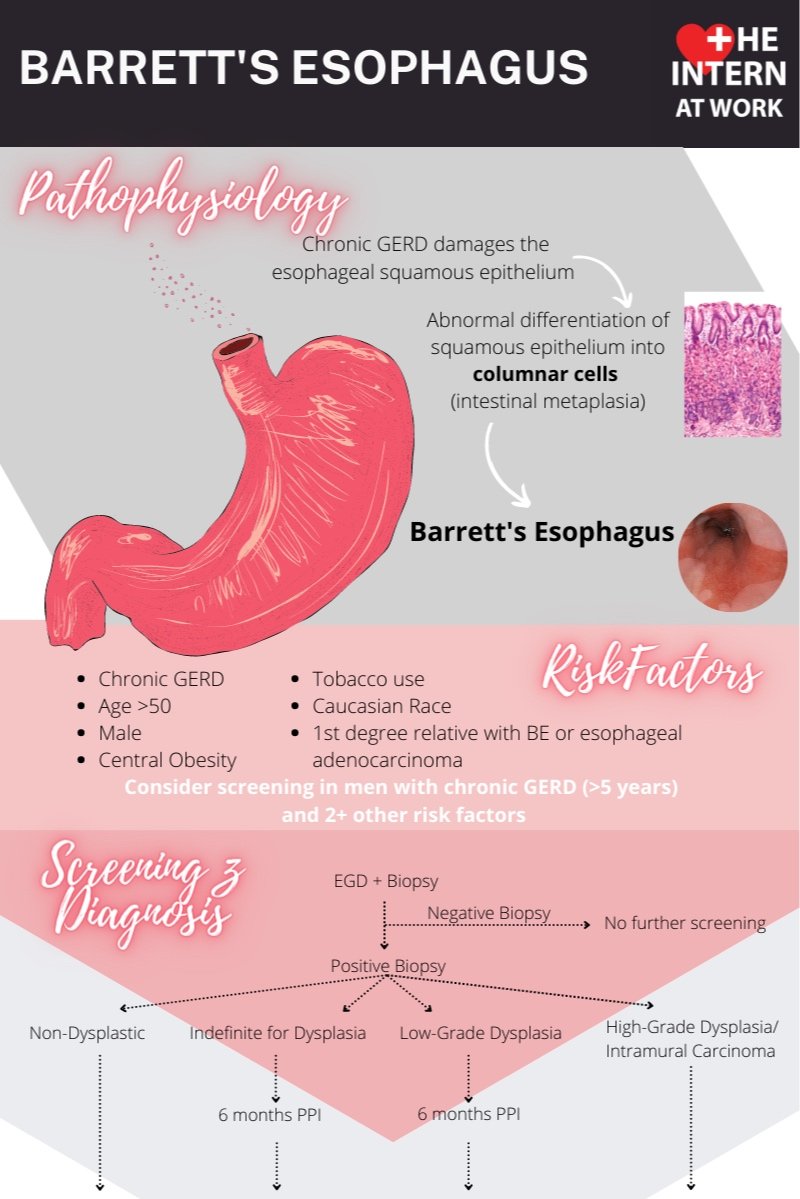 BARRETT'S ESOPHAGUS
THE
INTERN
AT WORK
Pathophysiology
Chronic GERD damages the
esophageal squamous epithelium
Abnormal differentiation of
squamous epithelium into
columnar cells
(intestinal metaplasia)
Barrett's Esophagus
Risk Factors
• Chronic GERD
• Age >50
• Male
• Central Obesity
• Tobacco use
• Caucasian Race
• 1st degree relative with BE or esophageal
adenocarcinoma
Consider screening in men with chronic GERD (>5 years)
and 2+ other risk factors
Screening &
Diagnosis
EGD + Biopsy
Negative Biopsy
No further screening
Positive Biopsy
Non-Dysplastic
Indefinite for Dysplasia
Low-Grade Dysplasia
High-Grade Dysplasia/
Intramural Carcinoma
6 months PPI
6 months PPI